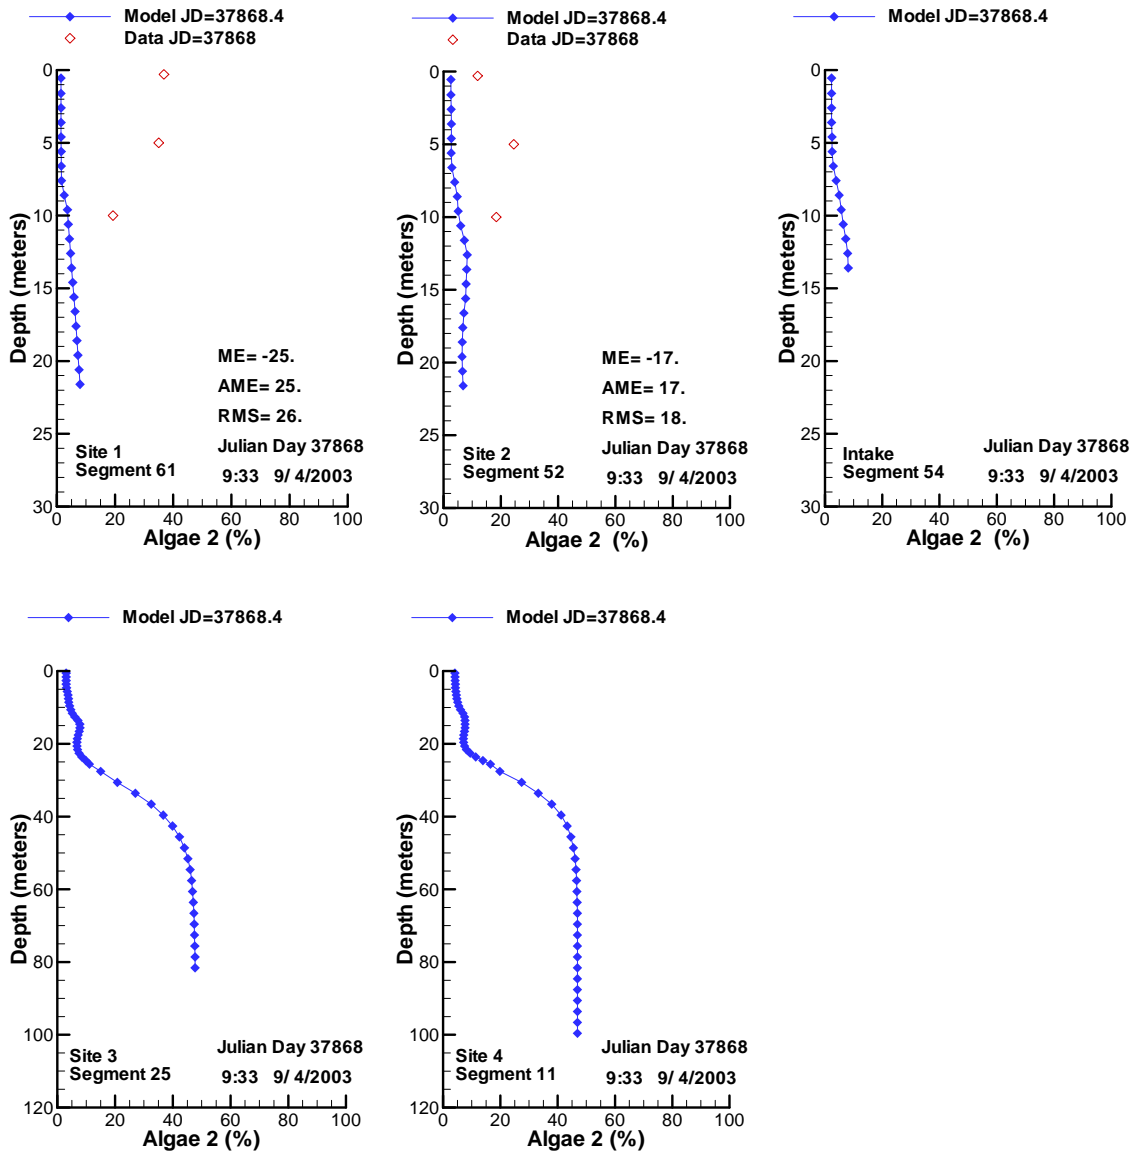 Model JD=37868.4
Data JD=37868
0
5
10
15
20
25
30
0 20 40 60 80 100
Depth (meters)
Algae 2 (%)
ME= -25.
AME= 25.
RMS= 26.
Site 1
Segment 61
Julian Day 37868
9:33 9/ 4/2003
Model JD=37868.4
Data JD=37868
0
5
10
15
20
25
30
0 20 40 60 80 100
Depth (meters)
Algae 2 (%)
ME= -17.
AME= 17.
RMS= 18.
Site 2
Segment 52
Julian Day 37868
9:33 9/ 4/2003
Model JD=37868.4
0
5
10
15
20
25
30
0 20 40 60 80 100
Depth (meters)
Algae 2 (%)
Intake
Segment 54
Julian Day 37868
9:33 9/ 4/2003
Model JD=37868.4
0
20
40
60
80
100
120
0 20 40 60 80 100
Depth (meters)
Algae 2 (%)
Site 3
Segment 25
Julian Day 37868
9:33 9/ 4/2003
Model JD=37868.4
0
20
40
60
80
100
120
0 20 40 60 80 100
Depth (meters)
Algae 2 (%)
Site 4
Segment 11
Julian Day 37868
9:33 9/ 4/2003